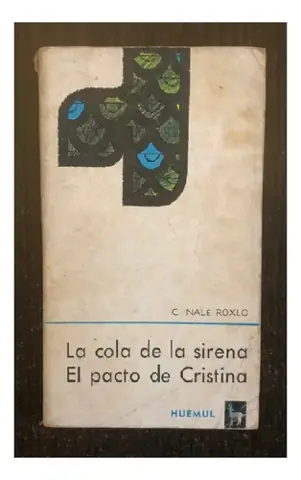 C. NALE ROXLO
La cola de la sirena
El pacto de Cristina
HUEMUL